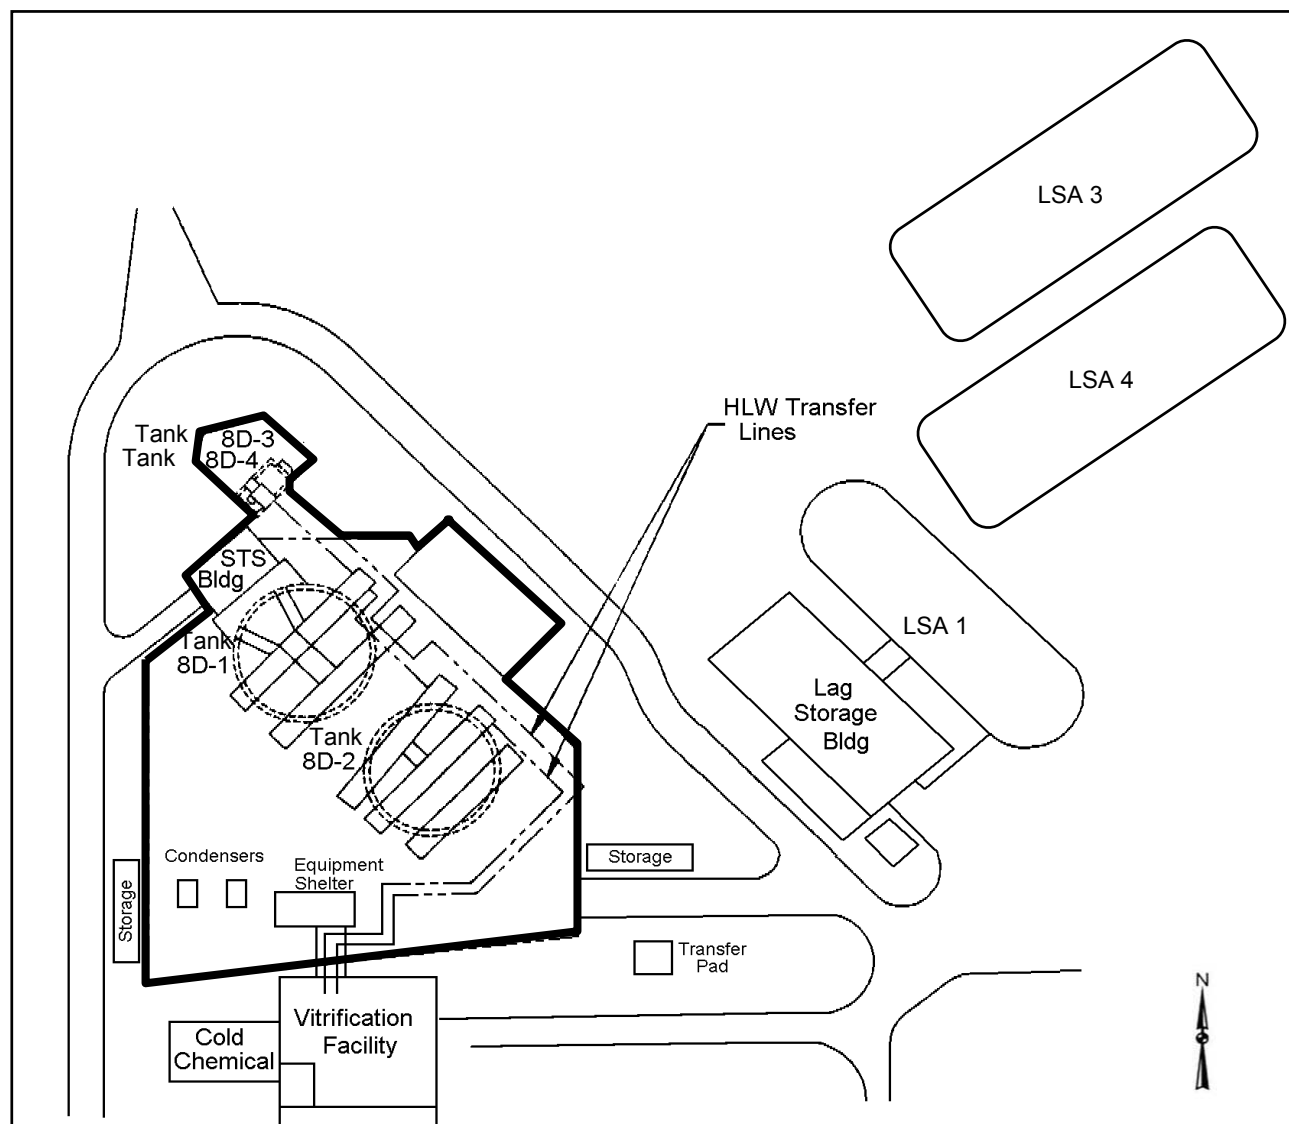 LSA 3
LSA 4
HLW Transfer
Lines
Tank 8D-3
Tank 8D-4
STS
Bldg
LSA 1
Tank
8D-1
Lag
Storage
Bldg
Tank
8D-2
Condensers
Equipment
Shelter
Storage
Storage
Transfer
Pad
N
Vitrification
Facility
Cold
Chemical